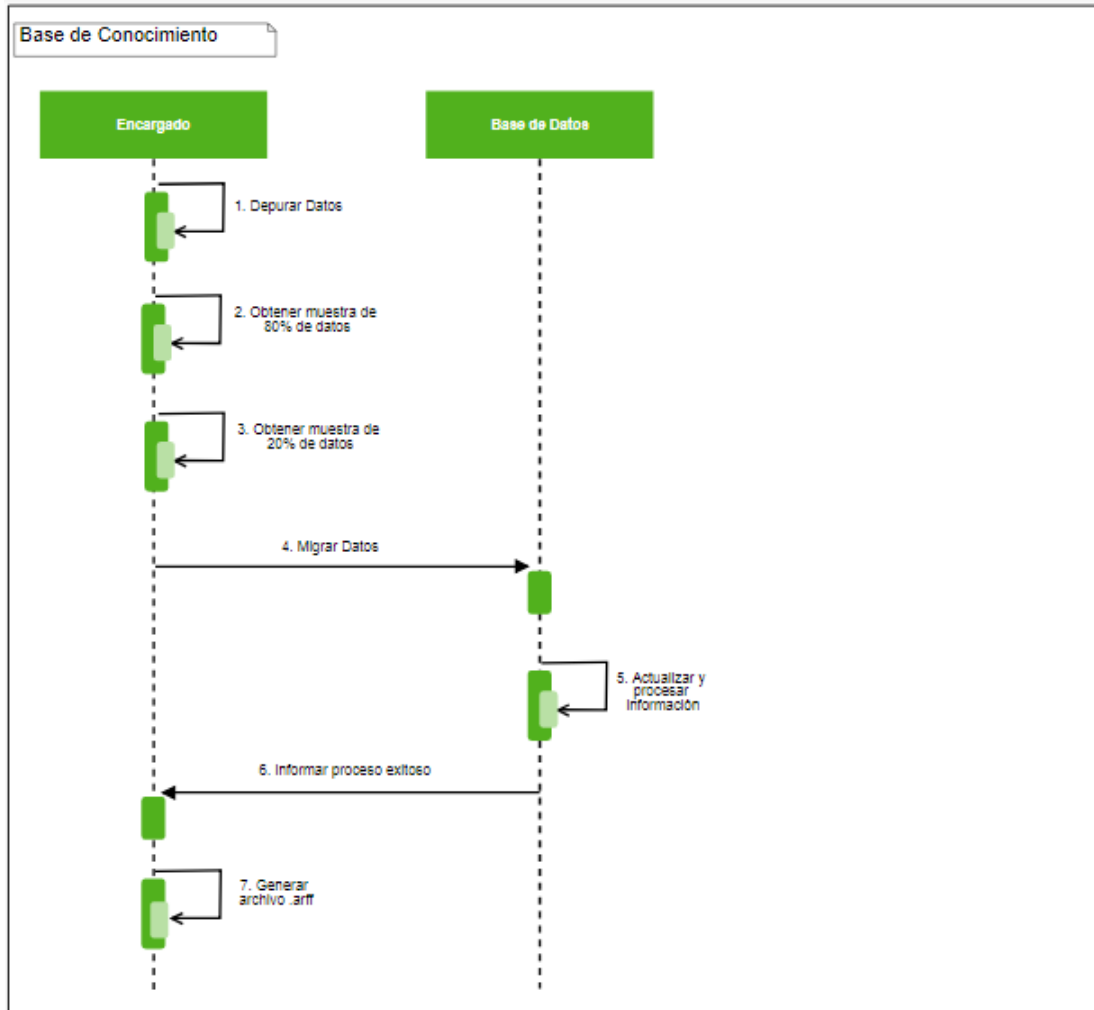 Base de Conocimiento
Encargado
Base de Datos
1. Depurar Datos
2. Obtener muestra de
80% de datos
3. Obtener muestra de
20% de datos
4. Migrar Datos
5. Actualizar y
procesar
información
6. Informar proceso exitoso
7. Generar
archivo .arff